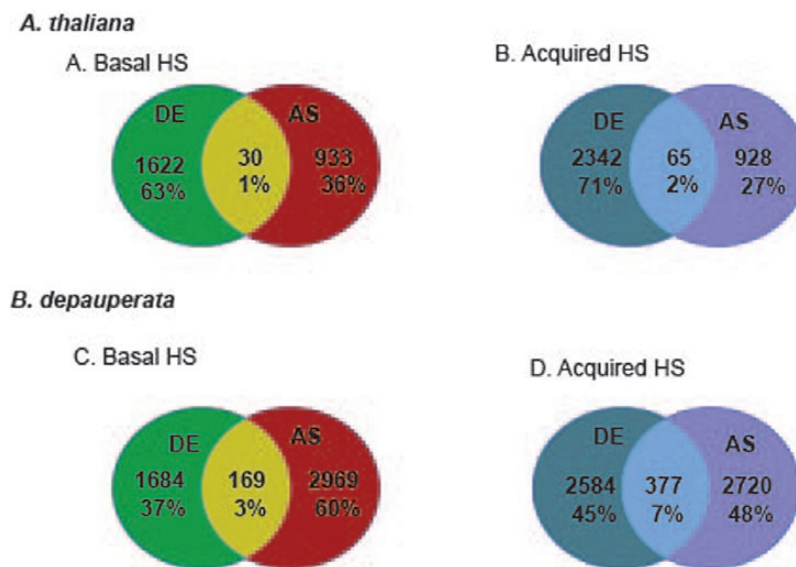 A. thaliana
A. Basal HS
DE
AS
1622
63%
30
1%
933
36%
B. Acquired HS
DE
AS
2342
71%
65
2%
928
27%
B. depauperata
C. Basal HS
DE
AS
1684
37%
169
3%
2969
60%
D. Acquired HS
DE
AS
2584
45%
377
7%
2720
48%